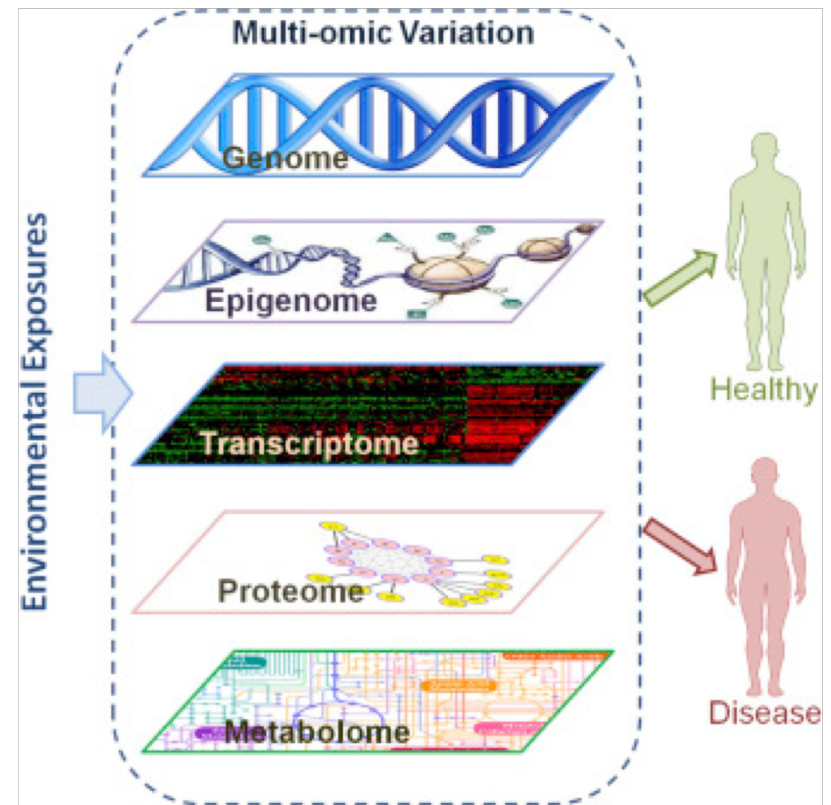 Multi-omic Variation
Genome
Epigenome
Transcriptome
Proteome
Metabolome
Environmental Exposures
Healthy
Disease